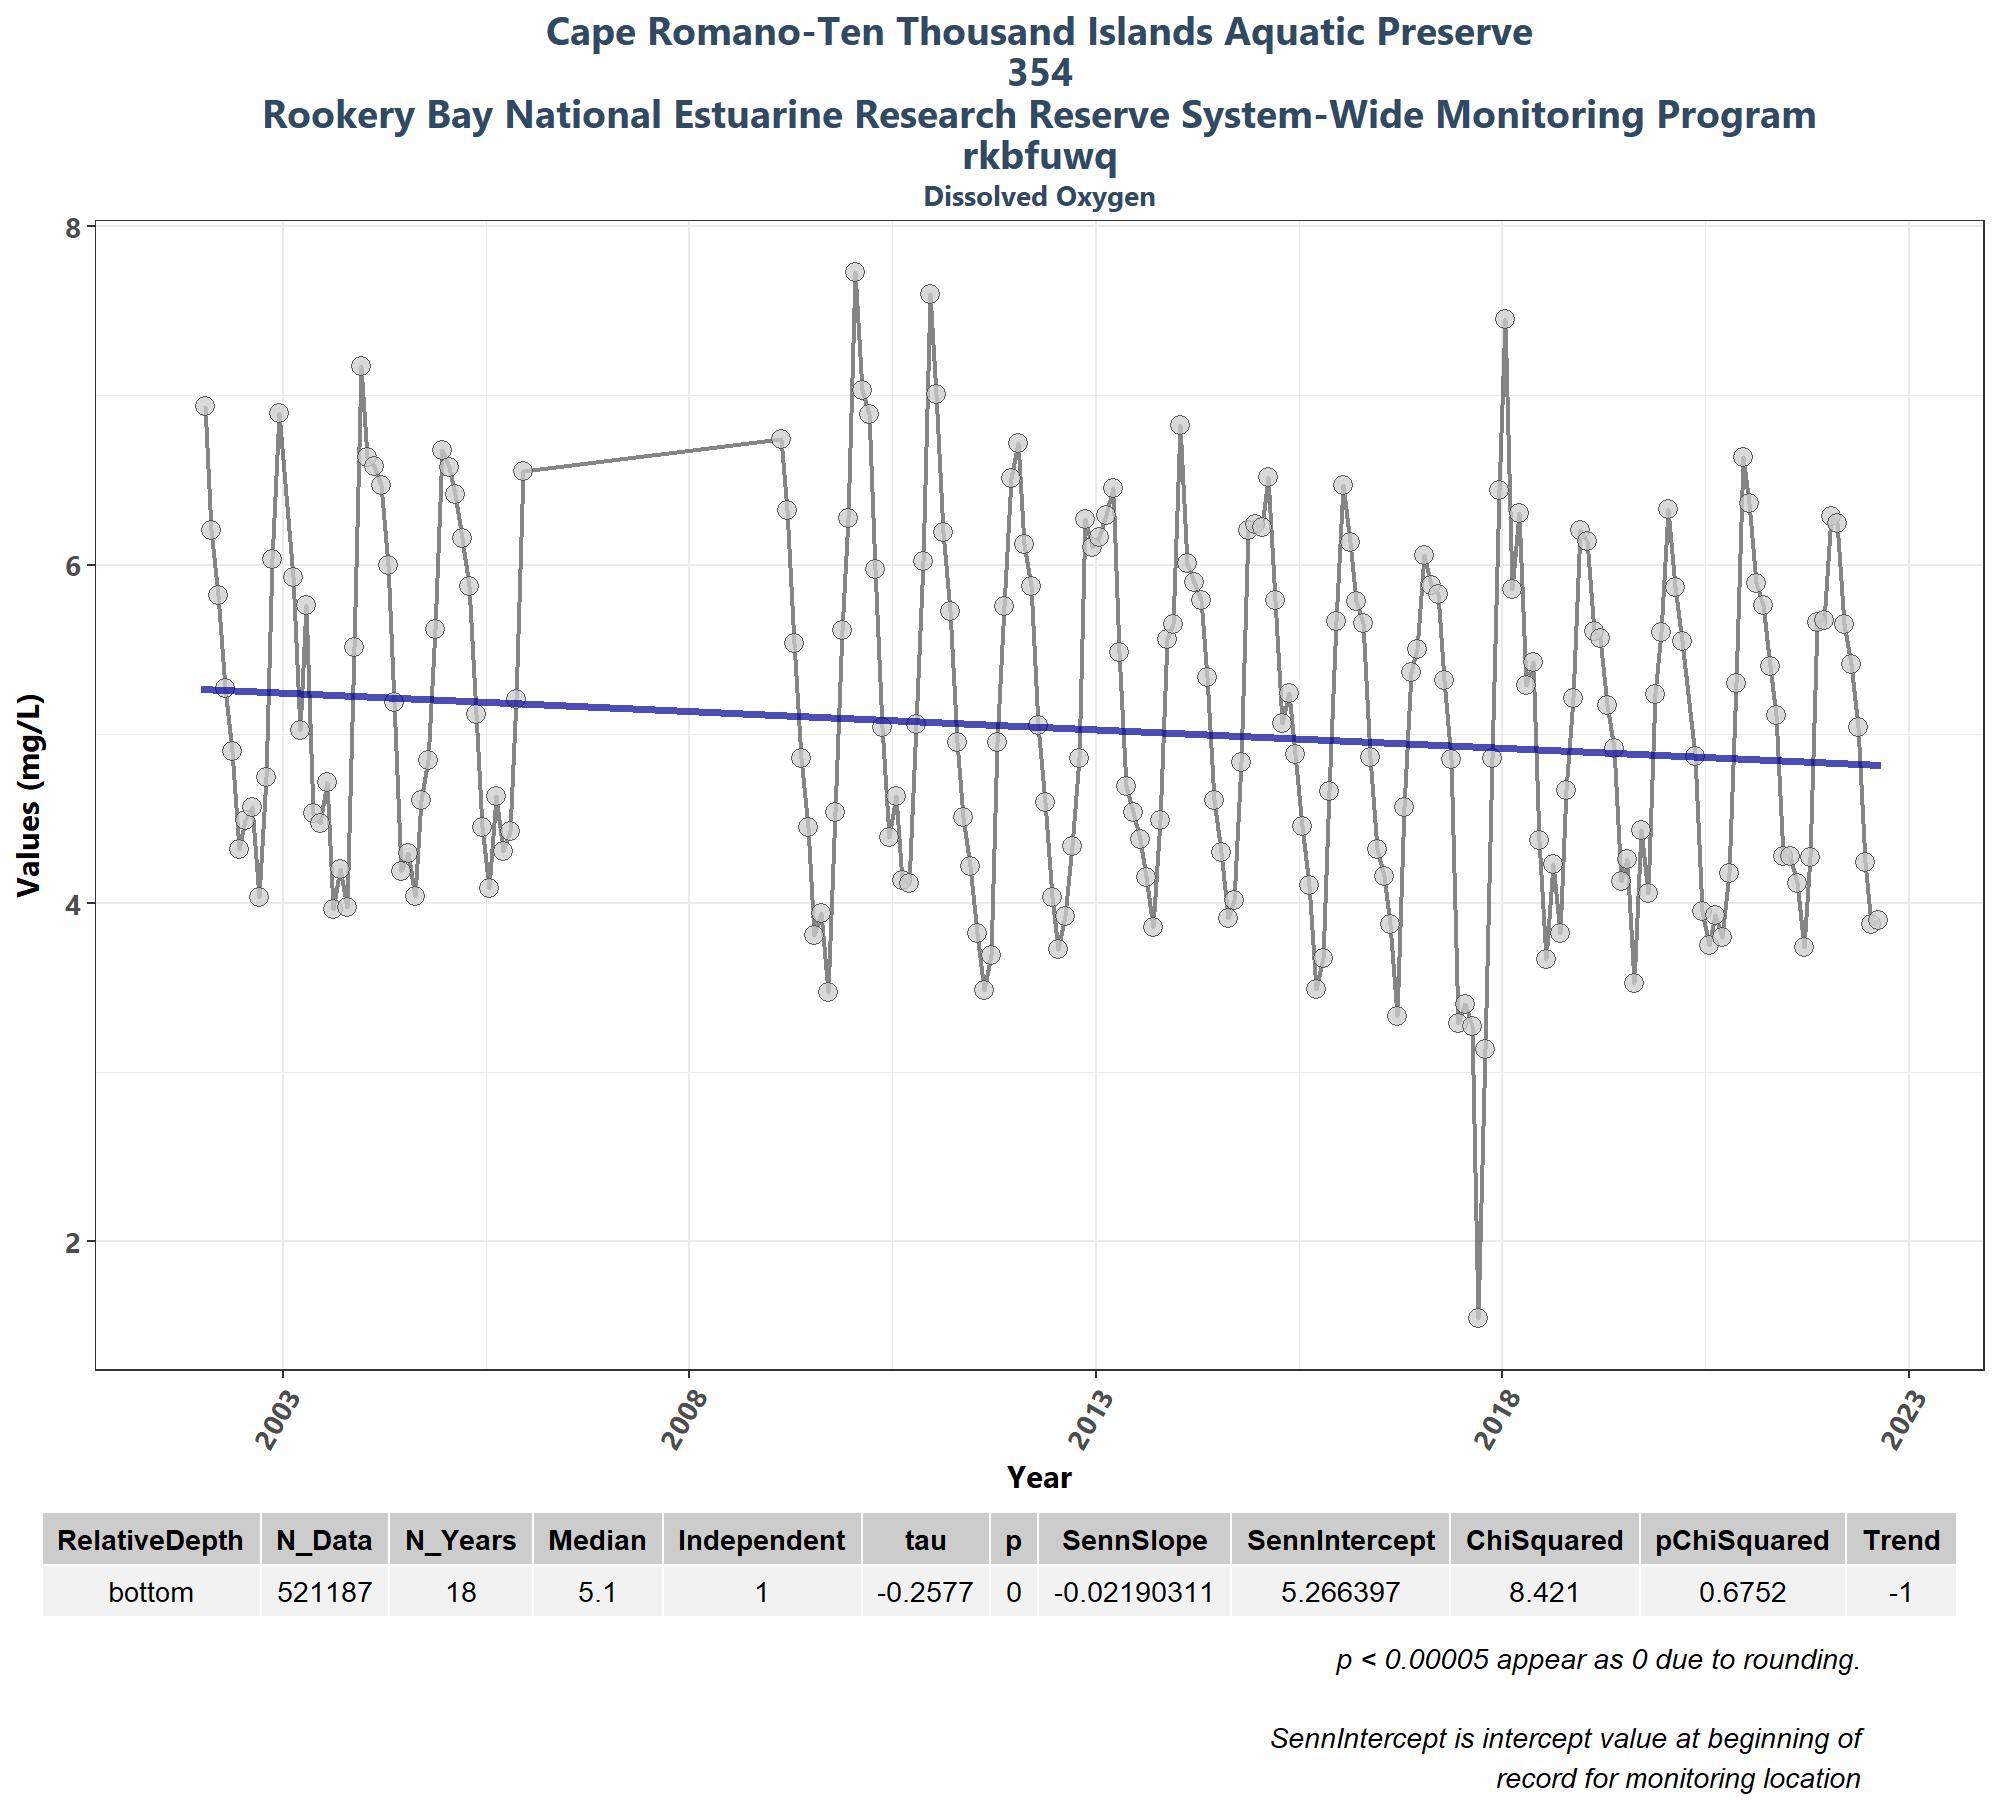 Cape Romano-Ten Thousand Islands Aquatic Preserve
354
Rookery Bay National Estuarine Research Reserve System-Wide Monitoring Program
rkbfuwq
Dissolved Oxygen
8
6
4
2
Values (mg/L)
2003 2008 2013 2018 2023
Year
RelativeDepth N_Data N_Years Median Independent tau p SennSlope SennIntercept ChiSquared pChiSquared Trend
bottom 521187 18 5.1 1 -0.2577 0 -0.02190311 5.266397 8.421 0.6752 -1
p < 0.00005 appear as 0 due to rounding.
SennIntercept is intercept value at beginning of
record for monitoring location